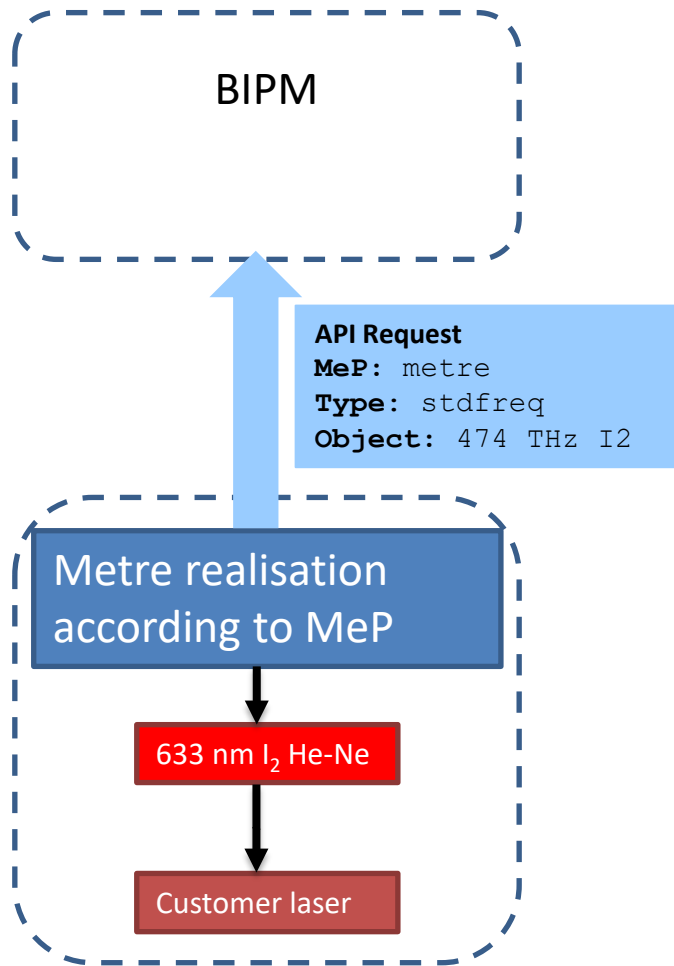 BIPM
API Request
MeP: metre
Type: stdfreq
Object: 474 THz I2
Metre realisation
according to MeP
633 nm I₂ He-Ne
Customer laser